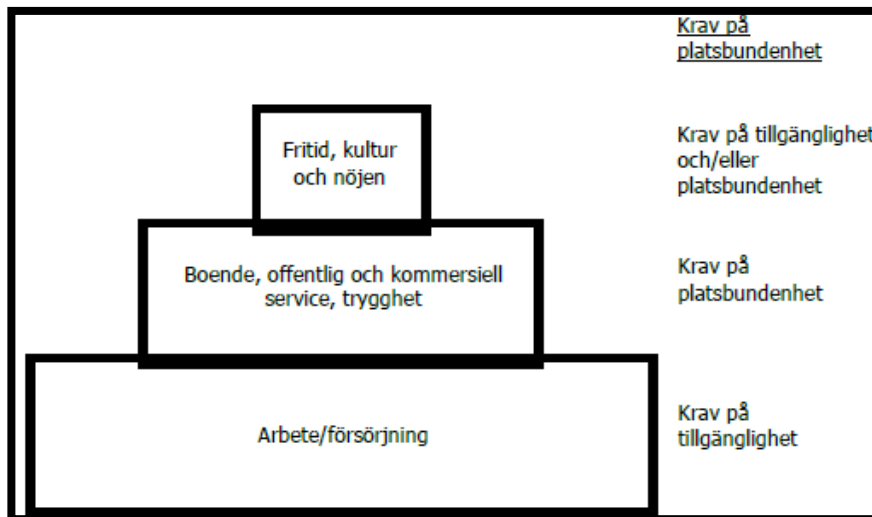 Krav på
platsbundenhet
Fritid, kultur
och nöjen
Krav på tillgänglighet
och/eller
platsbundenhet
Boende, offentlig och kommersiell
service, trygghet
Krav på
platsbundenhet
Arbete/försörjning
Krav på
tillgänglighet